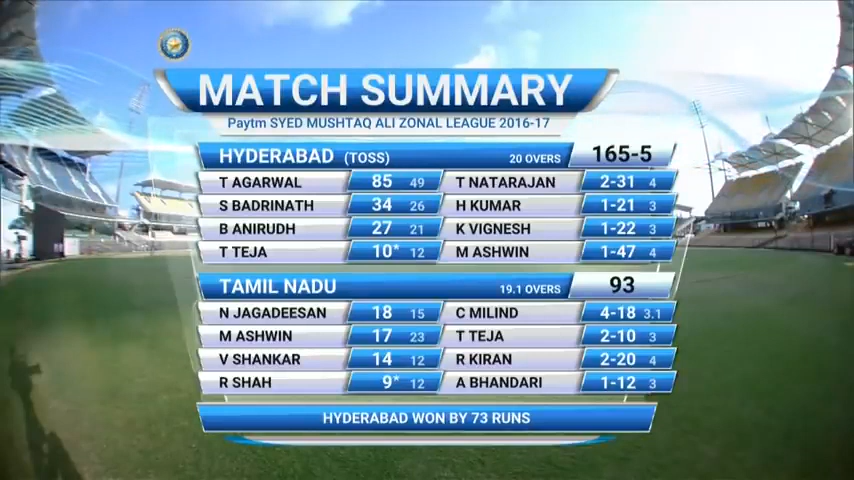 MATCH SUMMARY
Paytm SYED MUSHTAQ ALI ZONAL LEAGUE 2016-17
HYDERABAD (TOSS) 20 OVERS 165-5
T AGARWAL 85 49 T NATARAJAN 2-31 4
S BADRINATH 34 26 H KUMAR 1-21 3
B ANIRUDH 27 21 K VIGNESH 1-22 3
T TEJA 10* 12 M ASHWIN 1-47 4
TAMIL NADU 19.1 OVERS 93
N JAGADEESAN 18 15 C MILIND 4-18 3.1
M ASHWIN 17 23 T TEJA 2-10 3
V SHANKAR 14 12 R KIRAN 2-20 4
R SHAH 9* 12 A BHANDARI 1-12 3
HYDERABAD WON BY 73 RUNS